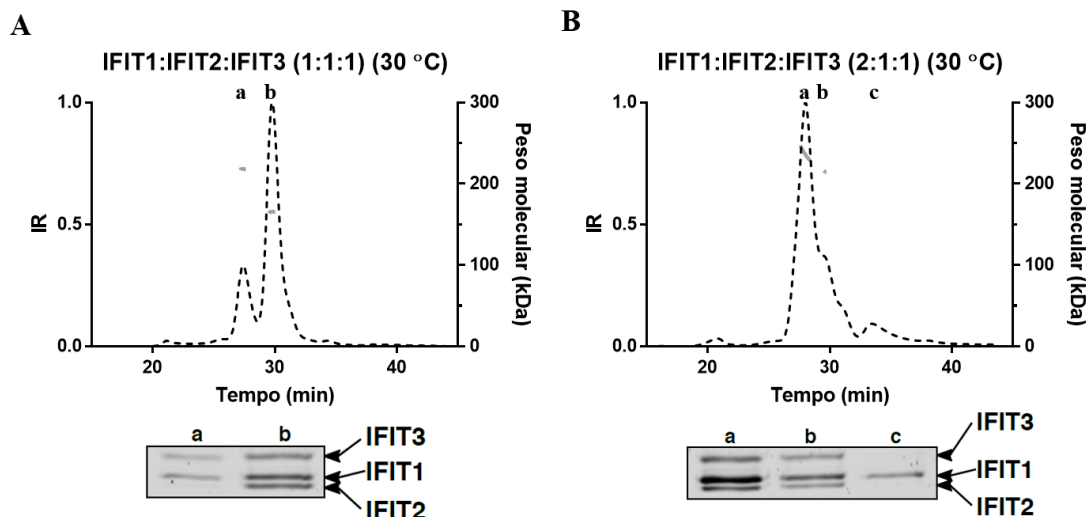 A
IFIT1:IFIT2:IFIT3 (1:1:1) (30 °C)
a b
1.0
0.5
0.0
IR
300
200
100
0
Peso molecular (kDa)
20 30 40
Tempo (min)
a b
IFIT3
IFIT1
IFIT2
B
IFIT1:IFIT2:IFIT3 (2:1:1) (30 °C)
a b c
1.0
0.5
0.0
IR
300
200
100
0
Peso molecular (kDa)
20 30 40
Tempo (min)
a b c
IFIT3
IFIT1
IFIT2